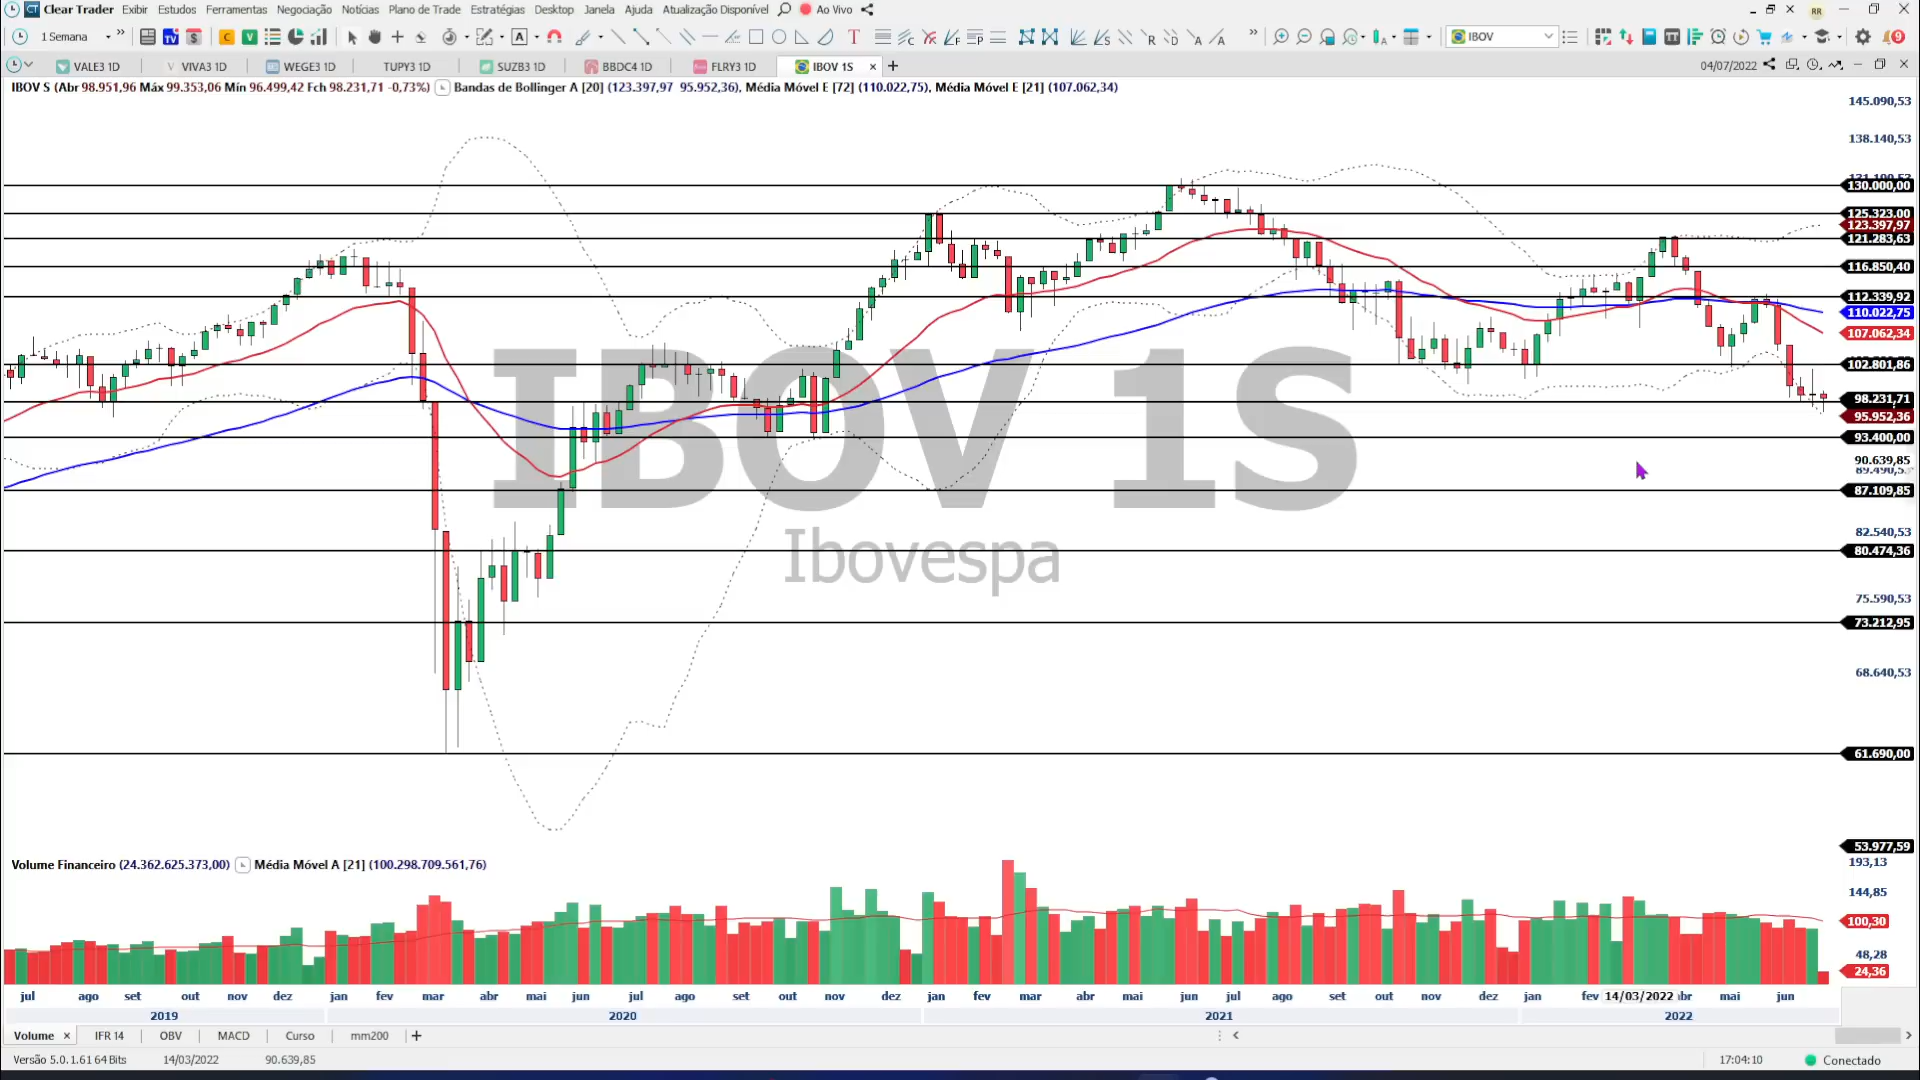 Clear Trader Exibir Estudos Ferramentas Negociação Notícias Plano de Trade Estratégias Desktop Janela Ajuda Atualização Disponível Ao Vivo RR
1 Semana IBOV 9
VALE3 1D VIVA3 1D WEGE3 1D TUPY3 1D SUZB3 1D BBDC4 1D FLRY3 1D IBOV 1S 04/07/2022
IBOV S (Abr 98.951,96 Máx 99.353,06 Mín 96.499,42 Fch 98.231,71 -0,73%) Bandas de Bollinger A [20] (123.397,97 95.952,36), Média Móvel E [72] (110.022,75), Média Móvel E [21] (107.062,34)
145.090,53
138.140,53
130.000,00
125.323,00
123.397,97
121.283,63
116.850,40
112.339,92
110.022,75
107.062,34
102.801,86
98.231,71
95.952,36
93.400,00
90.639,85
87.109,85
82.540,53
80.474,36
75.590,53
73.212,95
68.640,53
61.690,00
53.977,59
IBOV 1S
Ibovespa
Volume Financeiro (24.362.625.373,00) Média Móvel A [21] (100.298.709.561,76)
193,13
144,85
100,30
48,28
24,36
jul ago set out nov dez jan fev mar abr mai jun jul ago set out nov dez jan fev mar abr mai jun jul ago set out nov dez jan fev 14/03/2022 br mai jun
2019 2020 2021 2022
Volume IFR 14 OBV MACD Curso mm200
Versão 5.0.1.61 64 Bits 14/03/2022 90.639,85 17:04:10 Conectado